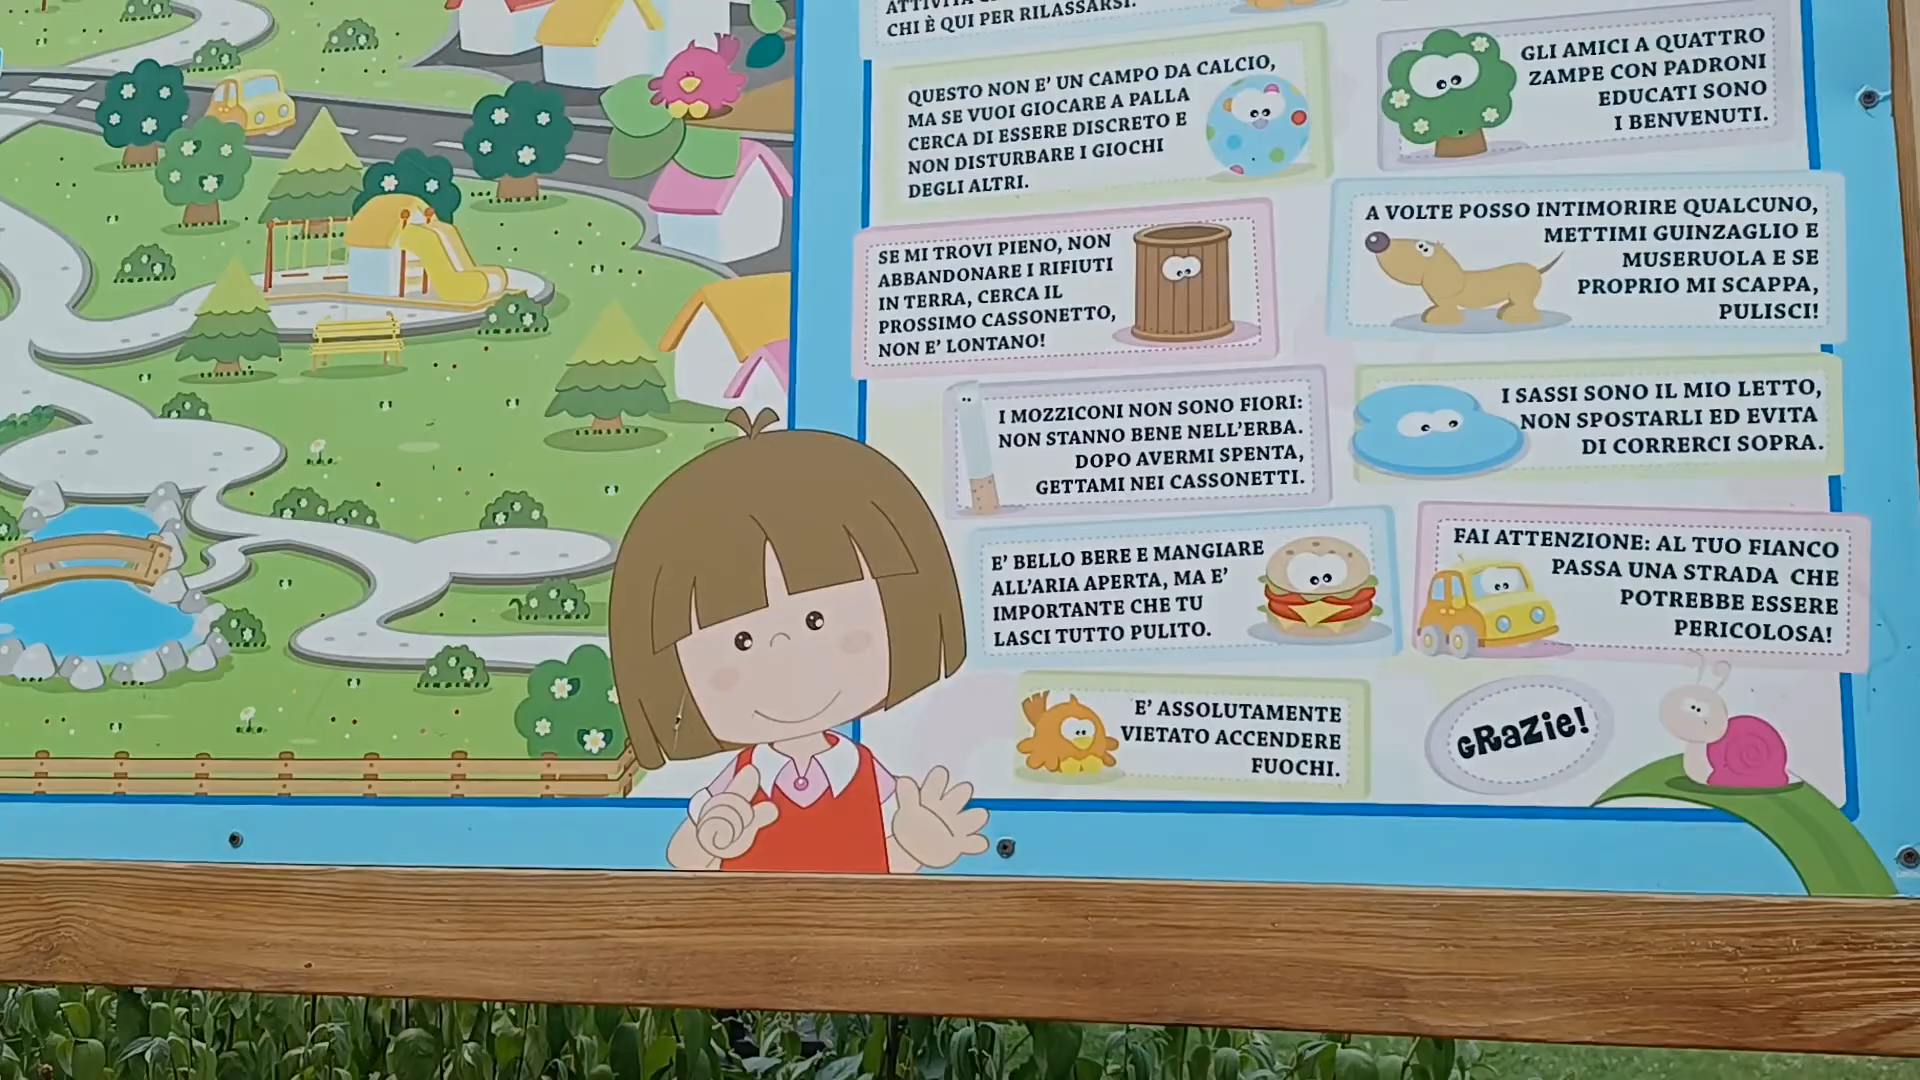 CHI È QUI PER RILASSARSI.
QUESTO NON E' UN CAMPO DA CALCIO,
MA SE VUOI GIOCARE A PALLA
CERCA DI ESSERE DISCRETO E
NON DISTURBARE I GIOCHI
DEGLI ALTRI.
GLI AMICI A QUATTRO
ZAMPE CON PADRONI
EDUCATI SONO
I BENVENUTI.
SE MI TROVI PIENO, NON
ABBANDONARE I RIFIUTI
IN TERRA, CERCA IL
PROSSIMO CASSONETTO,
NON E' LONTANO!
A VOLTE POSSO INTIMORIRE QUALCUNO,
METTIMI GUINZAGLIO E
MUSERUOLA E SE
PROPRIO MI SCAPPA,
PULISCI!
I MOZZICONI NON SONO FIORI:
NON STANNO BENE NELL'ERBA.
DOPO AVERMI SPENTA,
GETTAMI NEI CASSONETTI.
I SASSI SONO IL MIO LETTO,
NON SPOSTARLI ED EVITA
DI CORRERCI SOPRA.
E' BELLO BERE E MANGIARE
ALL'ARIA APERTA, MA E'
IMPORTANTE CHE TU
LASCI TUTTO PULITO.
FAI ATTENZIONE: AL TUO FIANCO
PASSA UNA STRADA CHE
POTREBBE ESSERE
PERICOLOSA!
E' ASSOLUTAMENTE
VIETATO ACCENDERE
FUOCHI.
GRazie!